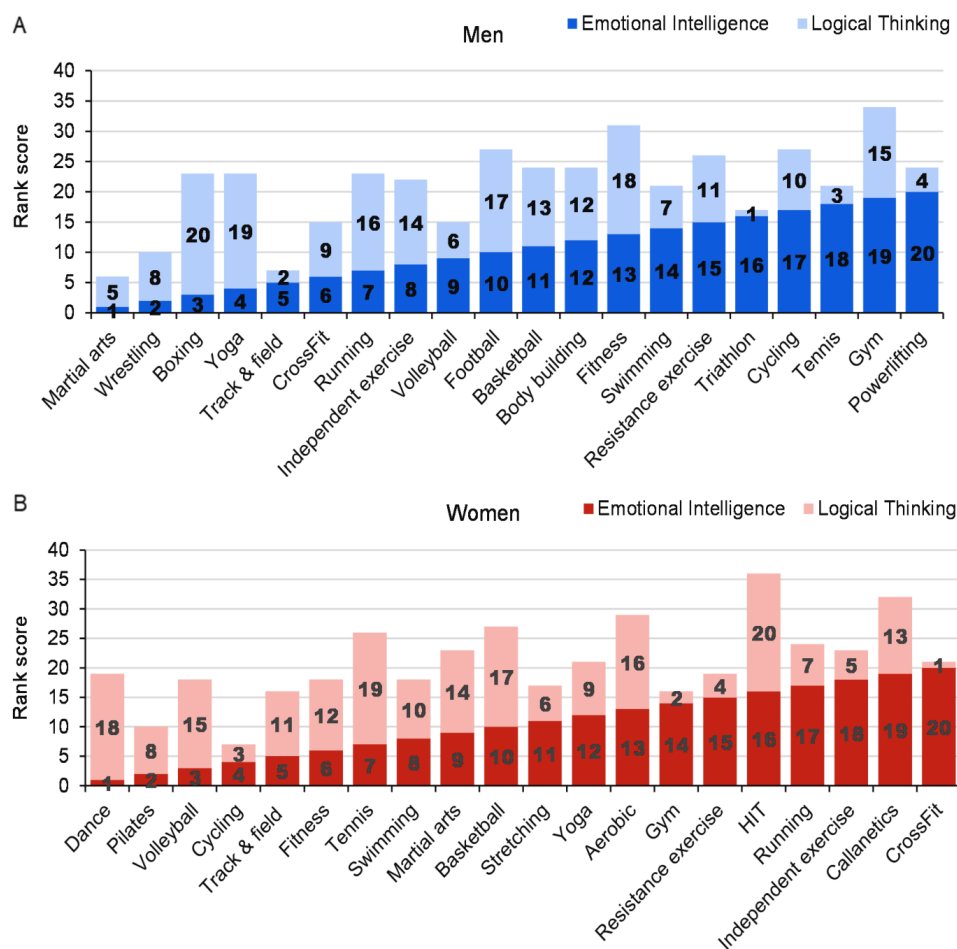 A
Men
Emotional Intelligence Logical Thinking
Rank score
40
35
30
25
20
15
10
5
0
5 8 20 19 2 9 16 14 6 17 13 12 18 7 11 1 10 3 15 4
1 2 3 4 5 6 7 8 9 10 11 12 13 14 15 16 17 18 19 20
Martial arts
Wrestling
Boxing
Yoga
Track & field
CrossFit
Running
Independent exercise
Volleyball
Football
Basketball
Body building
Fitness
Swimming
Resistance exercise
Triathlon
Cycling
Tennis
Gym
Powerlifting
B
Women
Emotional Intelligence Logical Thinking
Rank score
40
35
30
25
20
15
10
5
0
18 8 15 3 11 12 19 10 14 17 6 9 16 2 4 20 7 5 13 1
1 2 3 4 5 6 7 8 9 10 11 12 13 14 15 16 17 18 19 20
Dance
Pilates
Volleyball
Cycling
Track & field
Fitness
Tennis
Swimming
Martial arts
Basketball
Stretching
Yoga
Aerobic
Gym
Resistance exercise
HIT
Running
Independent exercise
Callanetics
CrossFit